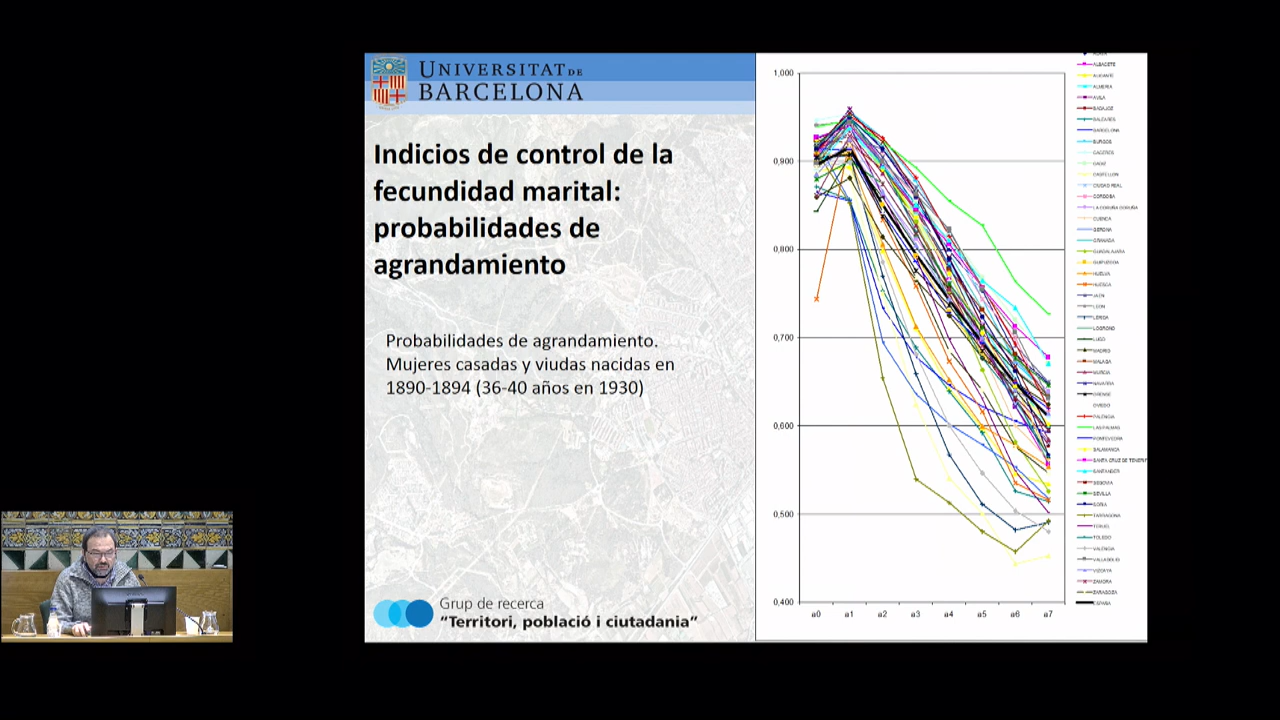 UNIVERSITAT DE
BARCELONA
Indicios de control de la
fecundidad marital:
probabilidades de
agrandamiento
Probabilidades de agrandamiento.
Mujeres casadas y viudas nacidas en
1890-1894 (36-40 años en 1930)
Grup de recerca
"Territori, població i ciutadania"
1,000
0,900
0,800
0,700
0,600
0,500
0,400
a0 a1 a2 a3 a4 a5 a6 a7
ALBACETE
ALICANTE
ALMERIA
AVILA
BADAJOZ
BALEARES
BARCELONA
BURGOS
CACERES
CADIZ
CASTELLON
CIUDAD REAL
CORDOBA
LA CORUÑA CORUÑA
CUENCA
GERONA
GRANADA
GUADALAJARA
GUIPUZCOA
HUELVA
HUESCA
JAEN
LEON
LERIDA
LOGROÑO
LUGO
MADRID
MALAGA
MURCIA
NAVARRA
ORENSE
OVIEDO
PALENCIA
LAS PALMAS
PONTEVEDRA
SALAMANCA
SANTA CRUZ DE TENERIF
SANTANDER
SEGOVIA
SEVILLA
SORIA
TARRAGONA
TERUEL
TOLEDO
VALENCIA
VALLADOLID
VIZCAYA
ZAMORA
ZARAGOZA
ESPAÑA